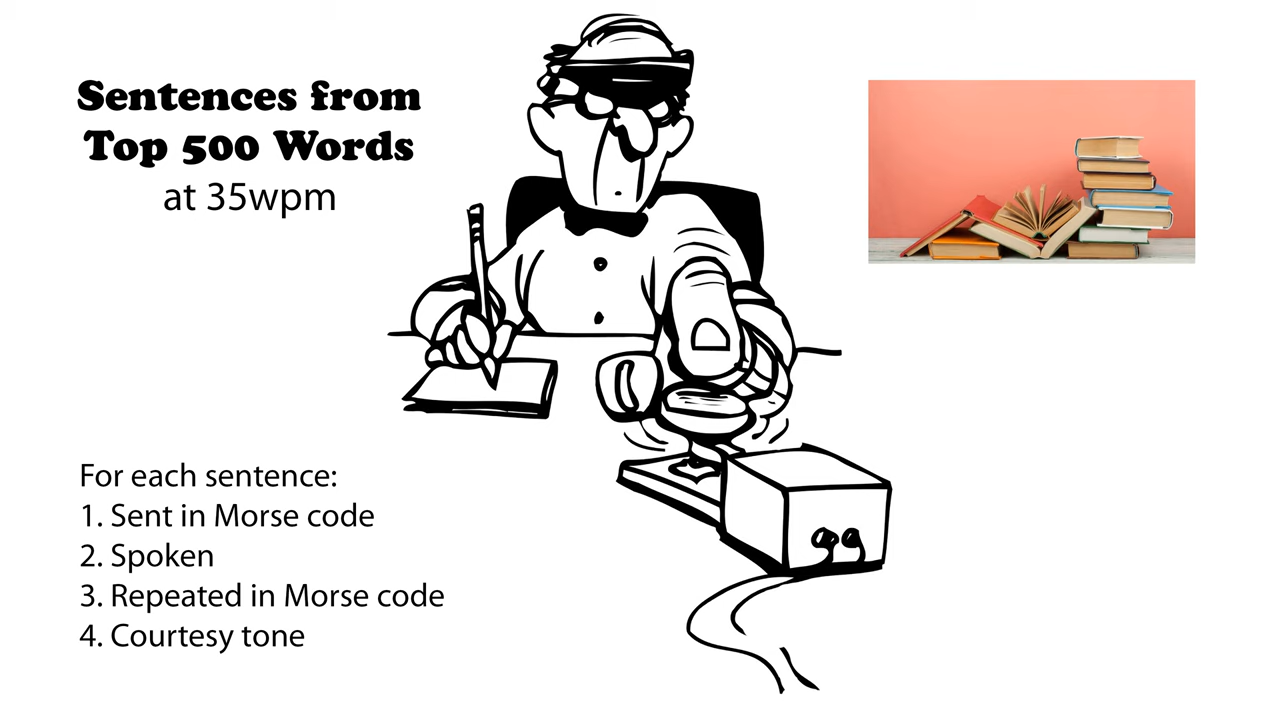 Sentences from
Top 500 Words
at 35wpm
For each sentence:
1. Sent in Morse code
2. Spoken
3. Repeated in Morse code
4. Courtesy tone